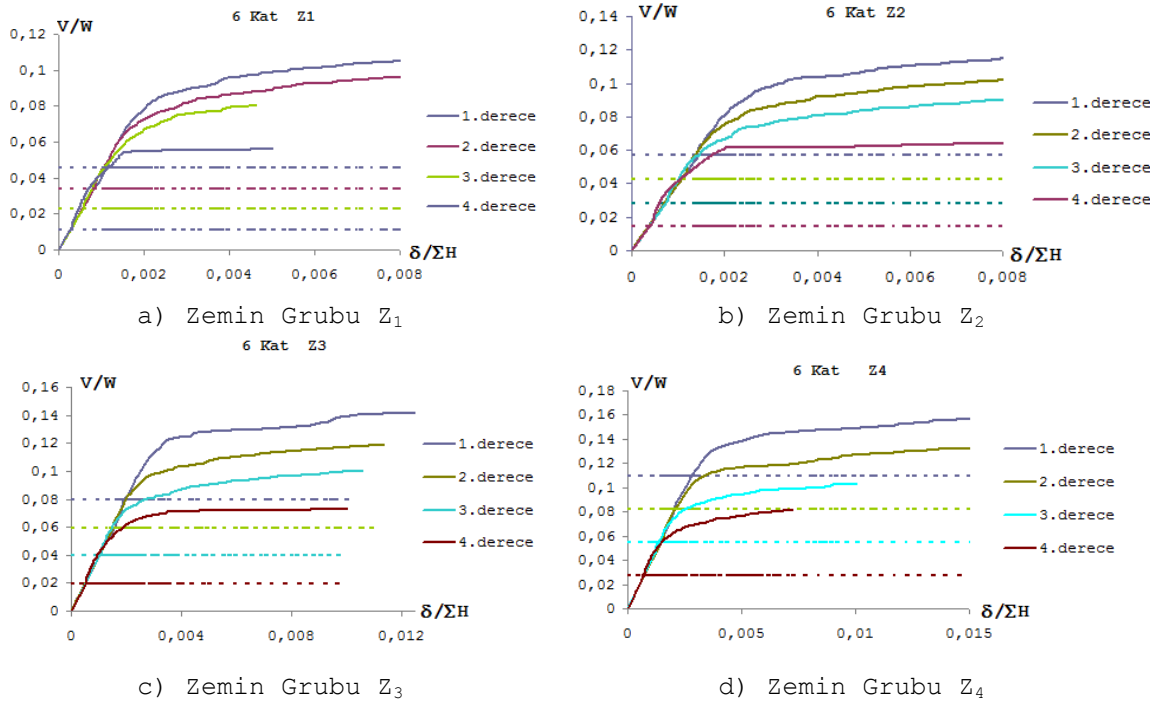 6 Kat Z1
V/W
0,12
0,1
0,08
0,06
0,04
0,02
0
0
0,002
0,004
0,006
0,008
δ/ΣH
1.derece
2.derece
3.derece
4.derece
a) Zemin Grubu Z₁
6 Kat Z2
V/W
0,14
0,12
0,1
0,08
0,06
0,04
0,02
0
0
0,002
0,004
0,006
0,008
δ/ΣH
1.derece
2.derece
3.derece
4.derece
b) Zemin Grubu Z₂
6 Kat Z3
V/W
0,16
0,14
0,12
0,1
0,08
0,06
0,04
0,02
0
0
0,004
0,008
0,012
δ/ΣH
1.derece
2.derece
3.derece
4.derece
c) Zemin Grubu Z₃
6 Kat Z4
V/W
0,18
0,16
0,14
0,12
0,1
0,08
0,06
0,04
0,02
0
0
0,005
0,01
0,015
δ/ΣH
1.derece
2.derece
3.derece
4.derece
d) Zemin Grubu Z₄